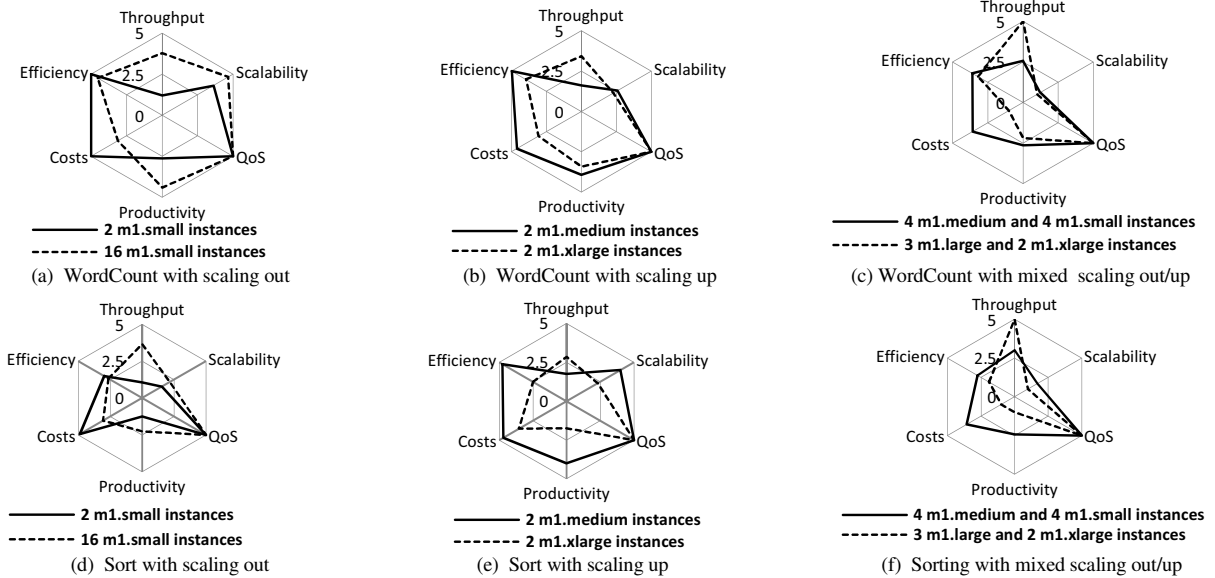 Throughput
5
Efficiency
2.5
Scalability
0
Costs
QoS
Productivity
2 m1.small instances
16 m1.small instances
(a) WordCount with scaling out
Throughput
5
Efficiency
2.5
Scalability
0
Costs
QoS
Productivity
2 m1.medium instances
2 m1.xlarge instances
(b) WordCount with scaling up
Throughput
5
Efficiency
2.5
Scalability
0
Costs
QoS
Productivity
4 m1.medium and 4 m1.small instances
3 m1.large and 2 m1.xlarge instances
(c) WordCount with mixed scaling out/up
Throughput
5
Efficiency
2.5
Scalability
0
Costs
QoS
Productivity
2 m1.small instances
16 m1.small instances
(d) Sort with scaling out
Throughput
5
Efficiency
2.5
Scalability
0
Costs
QoS
Productivity
2 m1.medium instances
2 m1.xlarge instances
(e) Sort with scaling up
Throughput
5
Efficiency
2.5
Scalability
0
Costs
QoS
Productivity
4 m1.medium and 4 m1.small instances
3 m1.large and 2 m1.xlarge instances
(f) Sorting with mixed scaling out/up